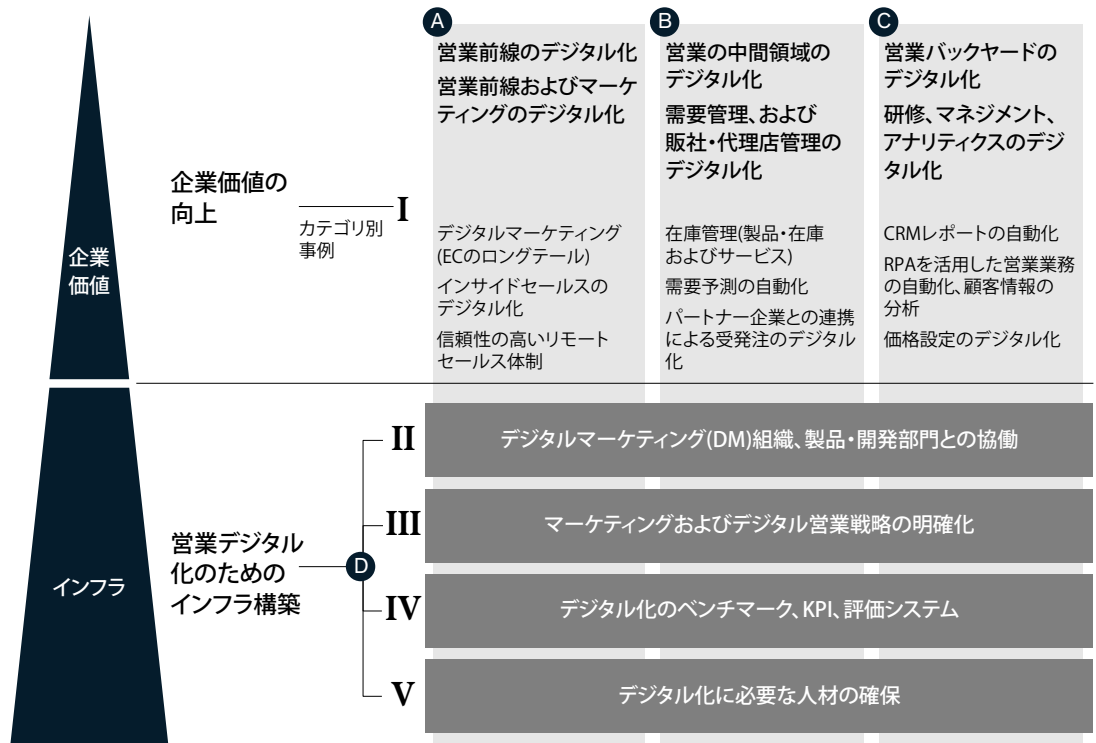 A
営業前線のデジタル化
営業前線およびマーケ
ティングのデジタル化
B
営業の中間領域の
デジタル化
需要管理、および
販社・代理店管理の
デジタル化
C
営業バックヤードの
デジタル化
研修、マネジメント、
アナリティクスのデジ
タル化
企業
価値
企業価値の
向上
カテゴリ別
事例
I
デジタルマーケティング
(ECのロングテール)
インサイドセールスの
デジタル化
信頼性の高いリモート
セールス体制
在庫管理(製品・在庫
およびサービス)
需要予測の自動化
パートナー企業との連携
による受発注のデジタル
化
CRMレポートの自動化
RPAを活用した営業業務
の自動化、顧客情報の
分析
価格設定のデジタル化
インフラ
営業デジタル
化のための
インフラ構築
D
II
デジタルマーケティング(DM)組織、製品・開発部門との協働
III
マーケティングおよびデジタル営業戦略の明確化
IV
デジタル化のベンチマーク、KPI、評価システム
V
デジタル化に必要な人材の確保